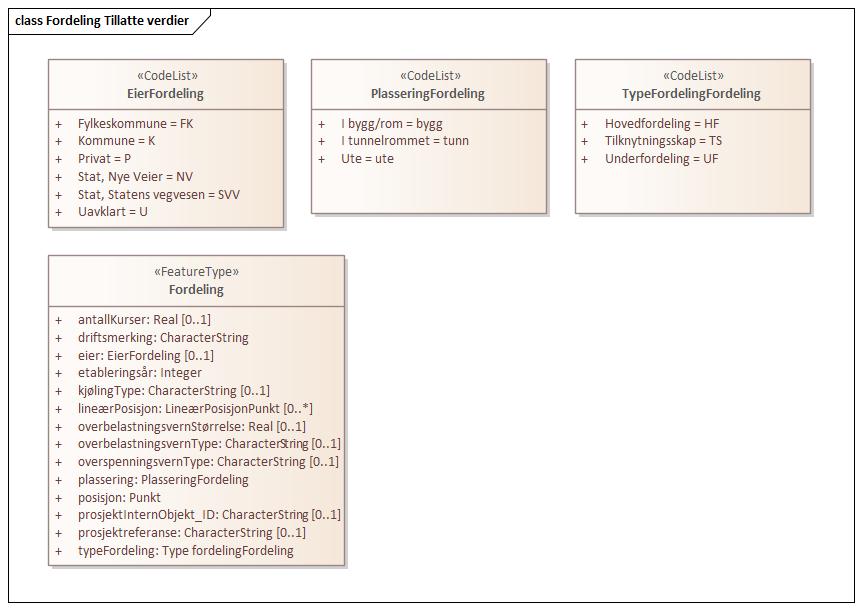 class Fordeling Tillatte verdier
«CodeList»
EierFordeling
+ Fylkeskommune = FK
+ Kommune = K
+ Privat = P
+ Stat, Nye Veier = NV
+ Stat, Statens vegvesen = SVV
+ Uavklart = U
«CodeList»
PlasseringFordeling
+ I bygg/rom = bygg
+ I tunnelrommet = tunn
+ Ute = ute
«CodeList»
TypeFordelingFordeling
+ Hovedfordeling = HF
+ Tilknytningsskap = TS
+ Underfordeling = UF
«FeatureType»
Fordeling
+ antallKurser: Real [0..1]
+ driftsmerking: CharacterString
+ eier: EierFordeling [0..1]
+ etableringsår: Integer
+ kjølingType: CharacterString [0..1]
+ lineærPosisjon: LineærPosisjonPunkt [0..*]
+ overbelastningsvernStørrelse: Real [0..1]
+ overbelastningsvernType: CharacterString [0..1]
+ overspenningsvernType: CharacterString [0..1]
+ plassering: PlasseringFordeling
+ posisjon: Punkt
+ prosjektInternObjekt_ID: CharacterString [0..1]
+ prosjektreferanse: CharacterString [0..1]
+ typeFordeling: Type fordelingFordeling